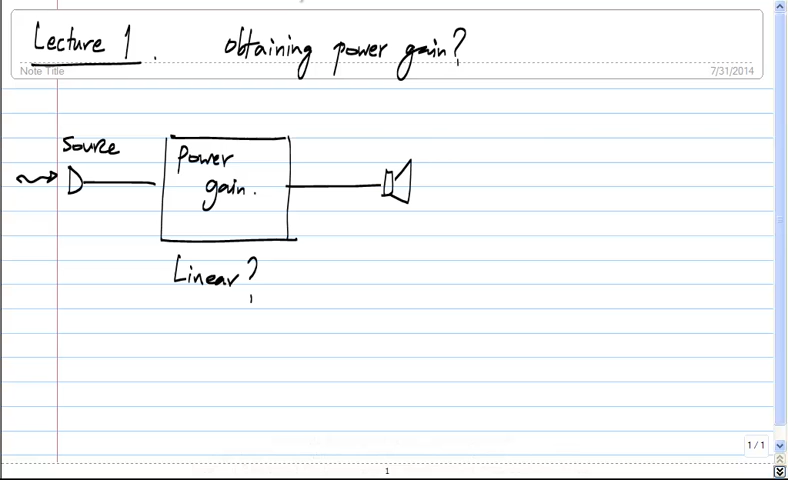 Lecture 1. obtaining power gain?
Note Title 7/31/2014
Source
Power
gain.
Linear?
1 / 1
1